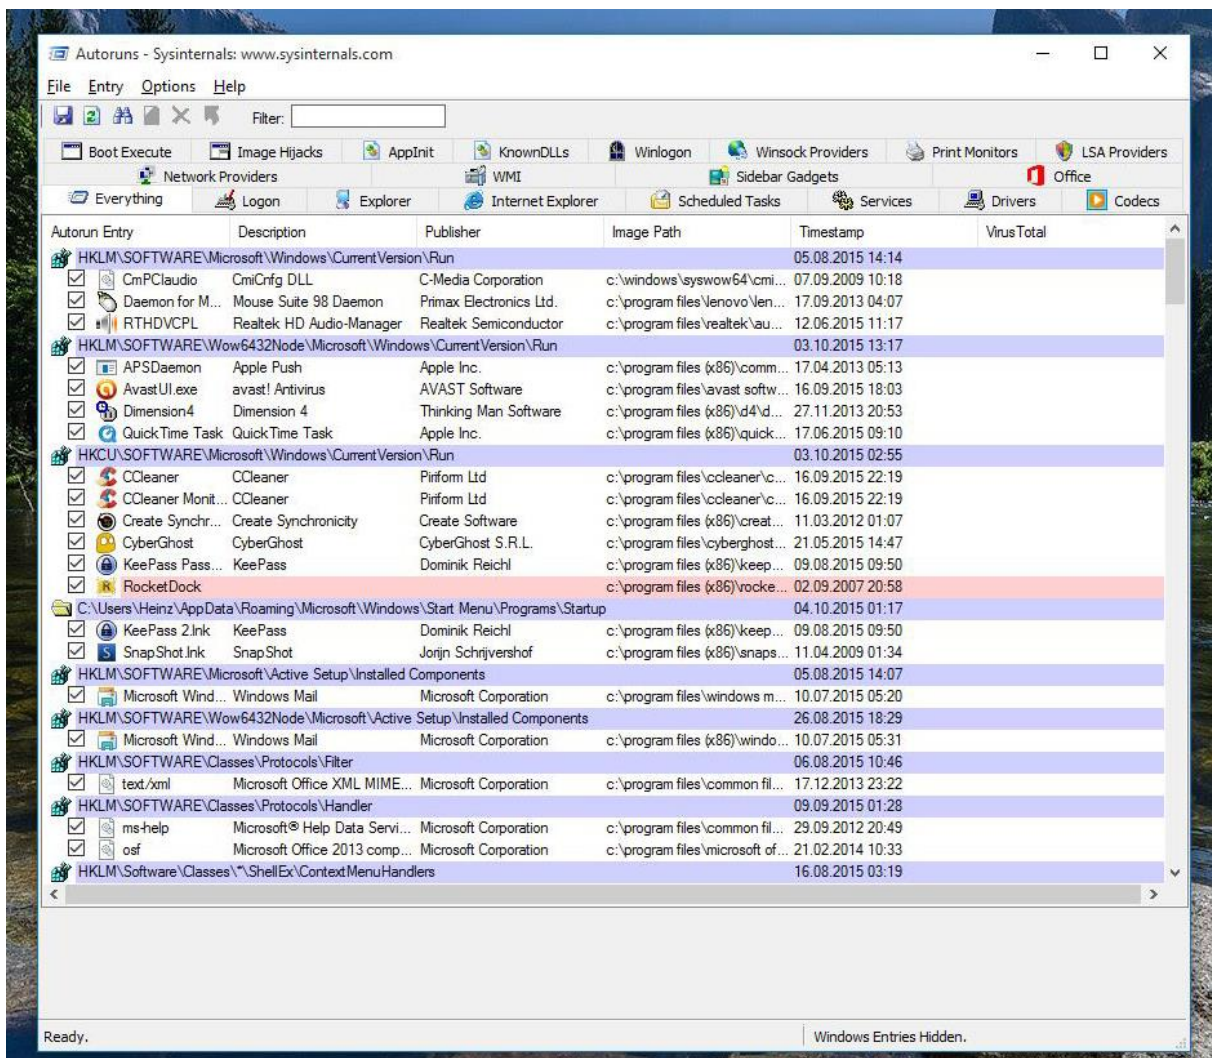 Autoruns - Sysinternals: www.sysinternals.com
File Entry Options Help
Filter:
Boot Execute Image Hijacks AppInit KnownDLLs Winlogon Winsock Providers Print Monitors LSA Providers
Network Providers WMI Sidebar Gadgets Office
Everything Logon Explorer Internet Explorer Scheduled Tasks Services Drivers Codecs
Autorun Entry Description Publisher Image Path Timestamp VirusTotal
HKLM\SOFTWARE\Microsoft\Windows\CurrentVersion\Run 05.08.2015 14:14
CmPCIaudio CmiCnfg DLL C-Media Corporation c:\windows\syswow64\cmi... 07.09.2009 10:18
Daemon for M... Mouse Suite 98 Daemon Primax Electronics Ltd. c:\program files\lenovo\len... 17.09.2013 04:07
RTHDVCPL Realtek HD Audio-Manager Realtek Semiconductor c:\program files\realtek\au... 12.06.2015 11:17
HKLM\SOFTWARE\Wow6432Node\Microsoft\Windows\CurrentVersion\Run 03.10.2015 13:17
APSDaemon Apple Push Apple Inc. c:\program files (x86)\comm... 17.04.2013 05:13
AvastUI.exe avast! Antivirus AVAST Software c:\program files\avast softw... 16.09.2015 18:03
Dimension4 Dimension 4 Thinking Man Software c:\program files (x86)\d4\d... 27.11.2013 20:53
QuickTime Task QuickTime Task Apple Inc. c:\program files (x86)\quick... 17.06.2015 09:10
HKCU\SOFTWARE\Microsoft\Windows\CurrentVersion\Run 03.10.2015 02:55
CCleaner CCleaner Piriform Ltd c:\program files\ccleaner\c... 16.09.2015 22:19
CCleaner Monit... CCleaner Piriform Ltd c:\program files\ccleaner\c... 16.09.2015 22:19
Create Synchr... Create Synchronicity Create Software c:\program files (x86)\creat... 11.03.2012 01:07
CyberGhost CyberGhost CyberGhost S.R.L. c:\program files\cyberghost... 21.05.2015 14:47
KeePass Pass... KeePass Dominik Reichl c:\program files (x86)\keep... 09.08.2015 09:50
RocketDock c:\program files (x86)\rocke... 02.09.2007 20:58
C:\Users\Heinz\AppData\Roaming\Microsoft\Windows\Start Menu\Programs\Startup 04.10.2015 01:17
KeePass 2.lnk KeePass Dominik Reichl c:\program files (x86)\keep... 09.08.2015 09:50
SnapShot.lnk SnapShot Jorijn Schrijvershof c:\program files (x86)\snaps... 11.04.2009 01:34
HKLM\SOFTWARE\Microsoft\Active Setup\Installed Components 05.08.2015 14:07
Microsoft Wind... Windows Mail Microsoft Corporation c:\program files\windows m... 10.07.2015 05:20
HKLM\SOFTWARE\Wow6432Node\Microsoft\Active Setup\Installed Components 26.08.2015 18:29
Microsoft Wind... Windows Mail Microsoft Corporation c:\program files (x86)\windo... 10.07.2015 05:31
HKLM\SOFTWARE\Classes\Protocols\Filter 06.08.2015 10:46
text/xml Microsoft Office XML MIME... Microsoft Corporation c:\program files\common fil... 17.12.2013 23:22
HKLM\SOFTWARE\Classes\Protocols\Handler 09.09.2015 01:28
ms-help Microsoft® Help Data Servi... Microsoft Corporation c:\program files\common fil... 29.09.2012 20:49
osf Microsoft Office 2013 comp... Microsoft Corporation c:\program files\microsoft of... 21.02.2014 10:33
HKLM\Software\Classes\*\ShellEx\ContextMenuHandlers 16.08.2015 03:19
Ready. Windows Entries Hidden.